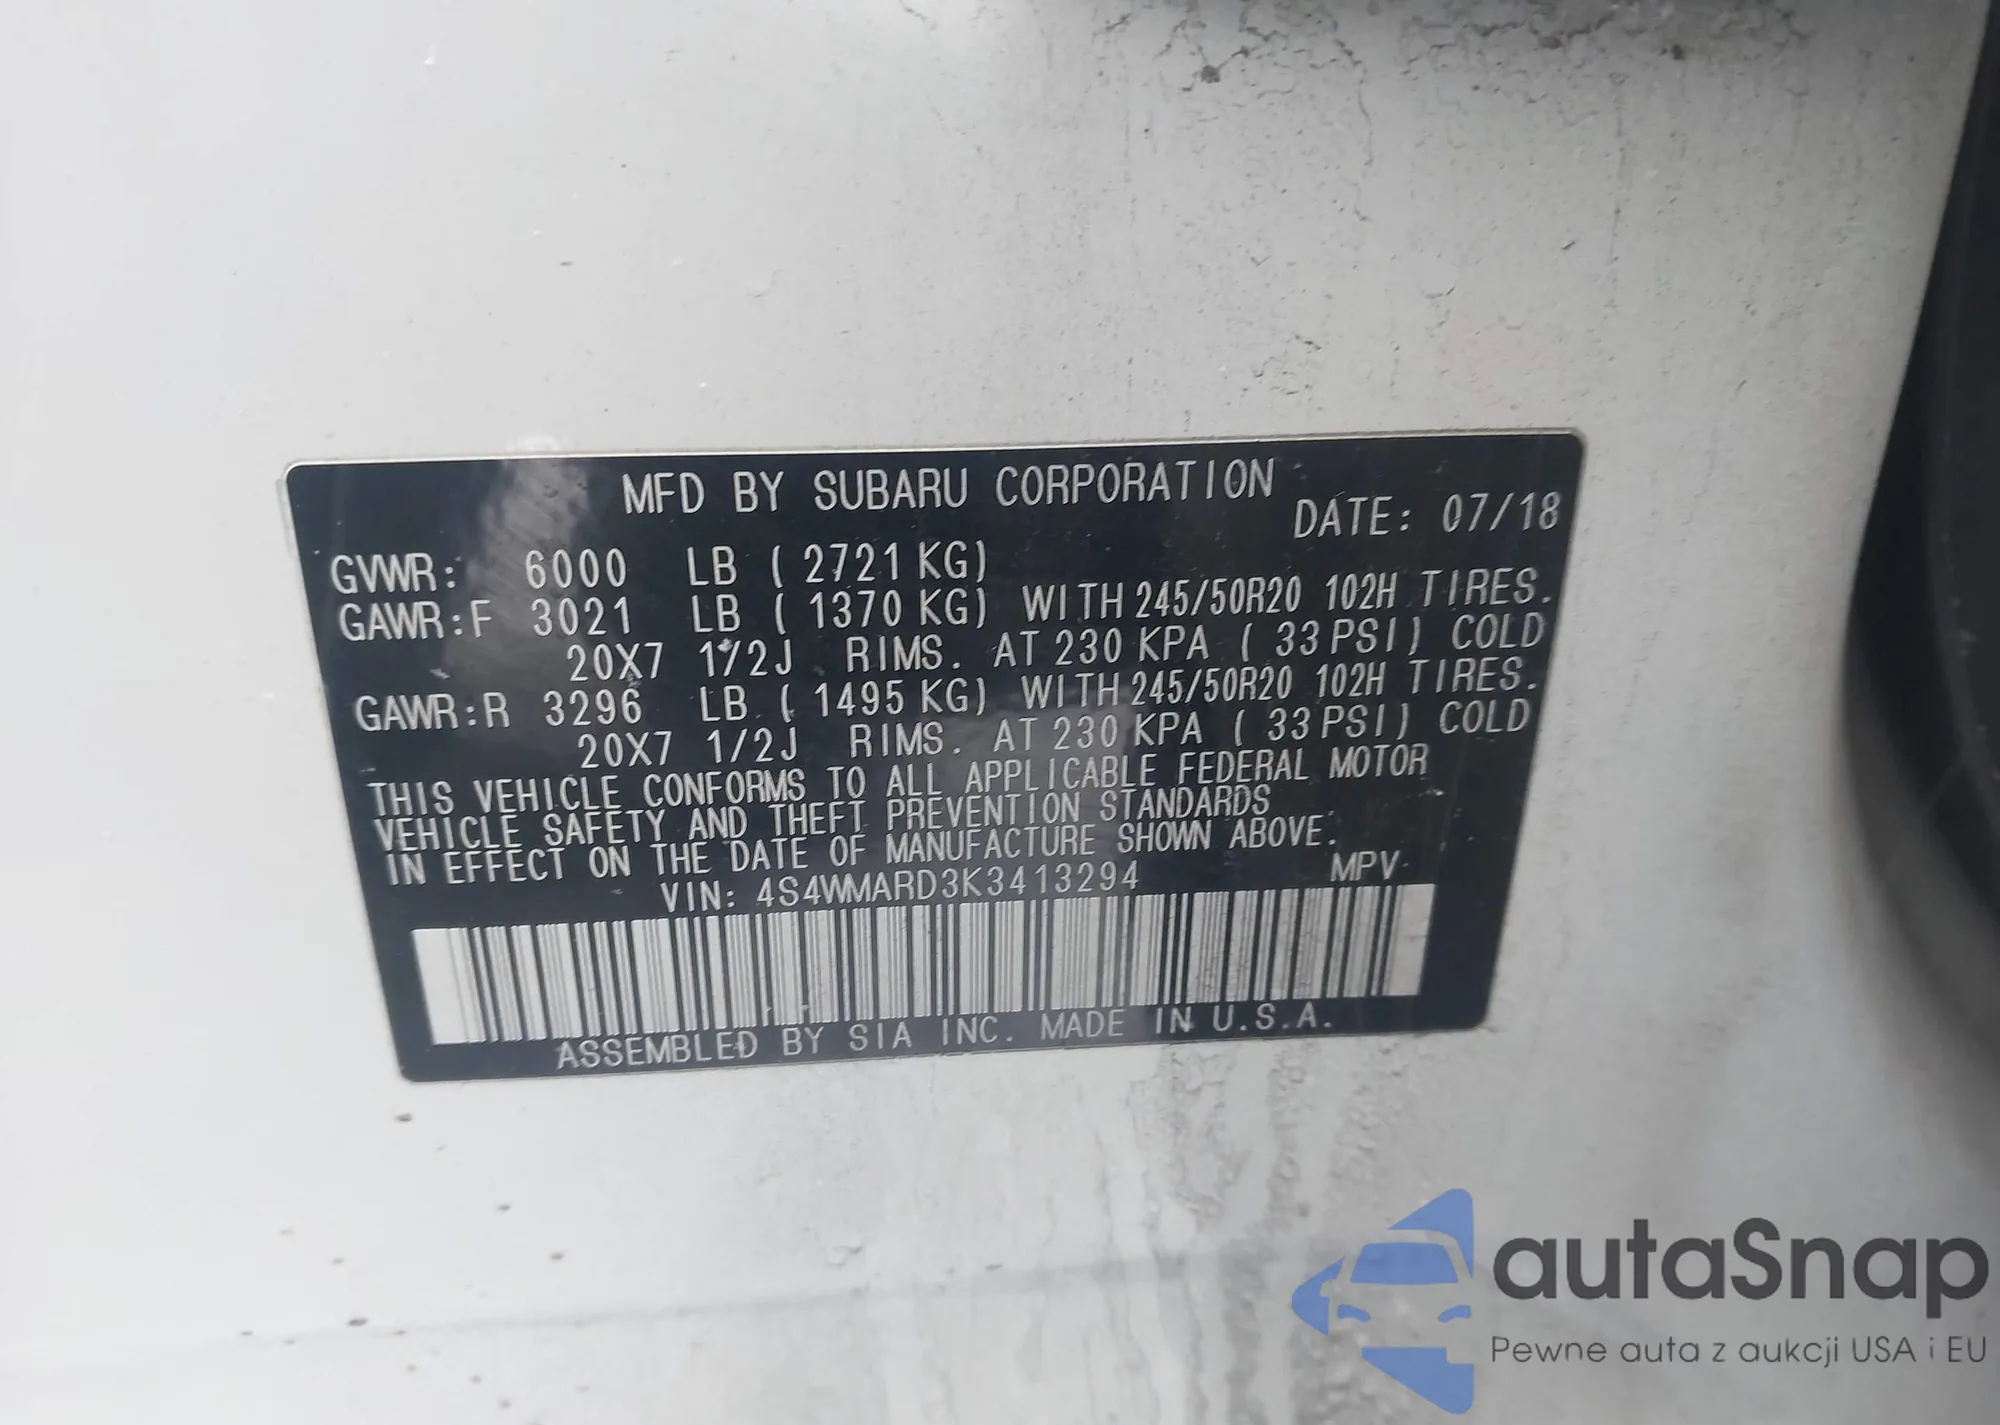 MFD BY SUBARU CORPORATION
DATE: 07/18
GVWR: 6000 LB ( 2721 KG)
GAWR:F 3021 LB ( 1370 KG) WITH 245/50R20 102H TIRES.
20X7 1/2J RIMS. AT 230 KPA ( 33 PSI) COLD
GAWR:R 3296 LB ( 1495 KG) WITH 245/50R20 102H TIRES.
20X7 1/2J RIMS. AT 230 KPA ( 33 PSI) COLD
THIS VEHICLE CONFORMS TO ALL APPLICABLE FEDERAL MOTOR
VEHICLE SAFETY AND THEFT PREVENTION STANDARDS
IN EFFECT ON THE DATE OF MANUFACTURE SHOWN ABOVE.
VIN: 4S4WMARD3K3413294 MPV
ASSEMBLED BY SIA INC. MADE IN U.S.A.
autaSnap
Pewne auta z aukcji USA i EU